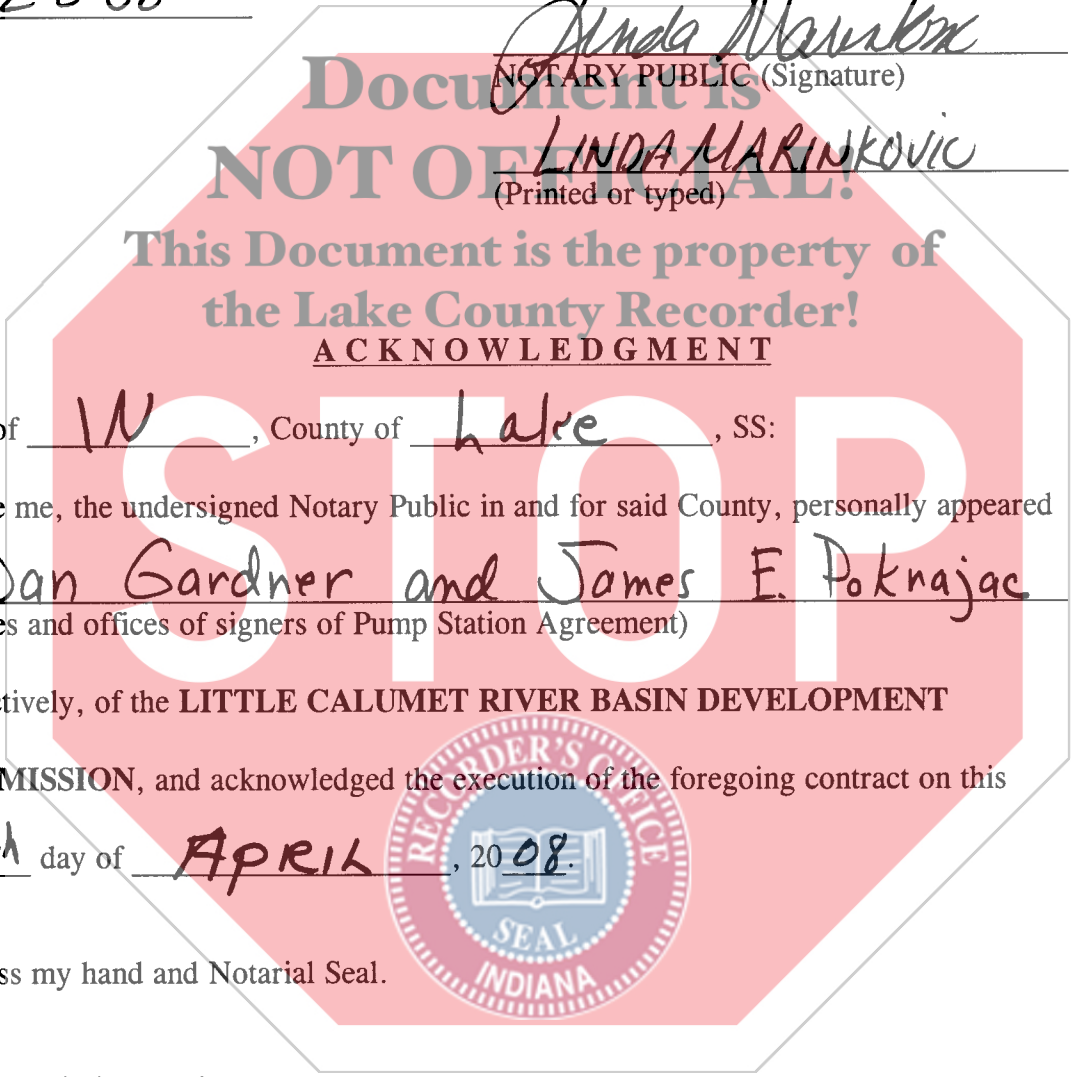 Linda Marinkovic
NOTARY PUBLIC (Signature)
Document is
LINDA MARINKOVIC
NOT OFFICIAL!
(Printed or typed)
This Document is the property of
the Lake County Recorder!
ACKNOWLEDGMENT
of IN, County of Lake, SS:
me, the undersigned Notary Public in and for said County, personally appeared
Dan Gardner and James E. Poknajac
es and offices of signers of Pump Station Agreement)
STOP
tively, of the LITTLE CALUMET RIVER BASIN DEVELOPMENT
MISSION, and acknowledged the execution of the foregoing contract on this
day of APRIL, 2008.
RECORDER'S OFFICE
SEAL
INDIANA
ss my hand and Notarial Seal.